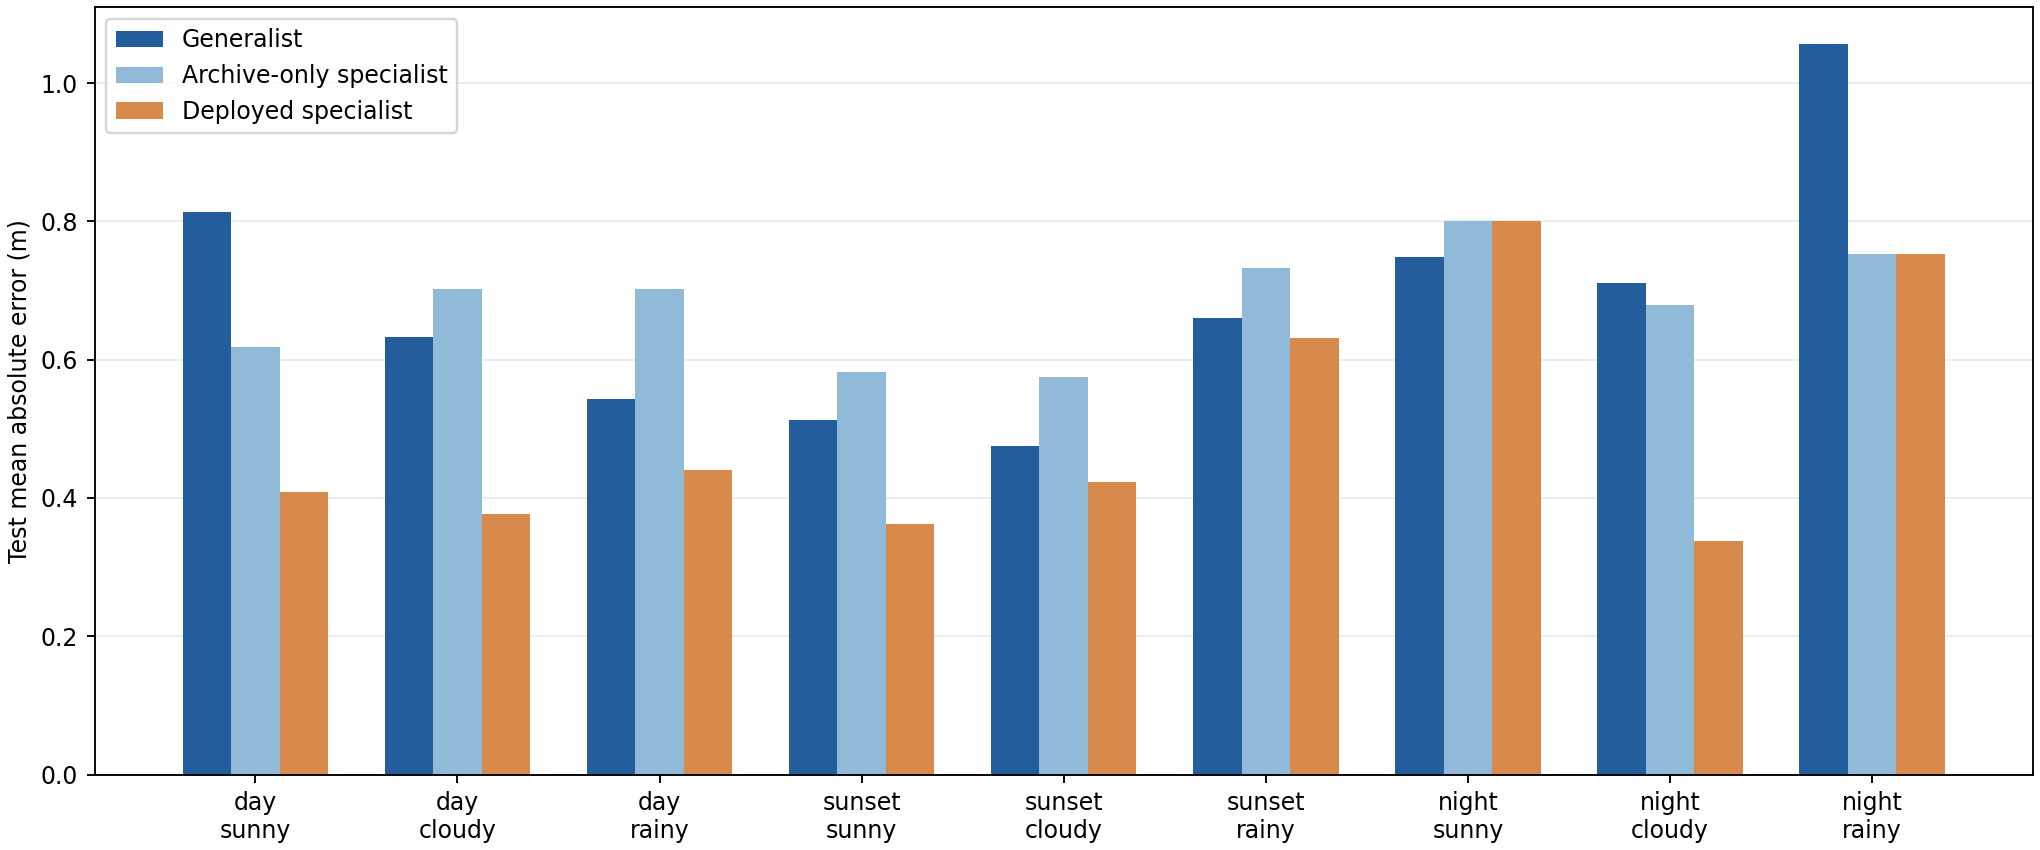 Generalist
Archive-only specialist
Deployed specialist
Test mean absolute error (m)
1.0
0.8
0.6
0.4
0.2
0.0
day
sunny
day
cloudy
day
rainy
sunset
sunny
sunset
cloudy
sunset
rainy
night
sunny
night
cloudy
night
rainy